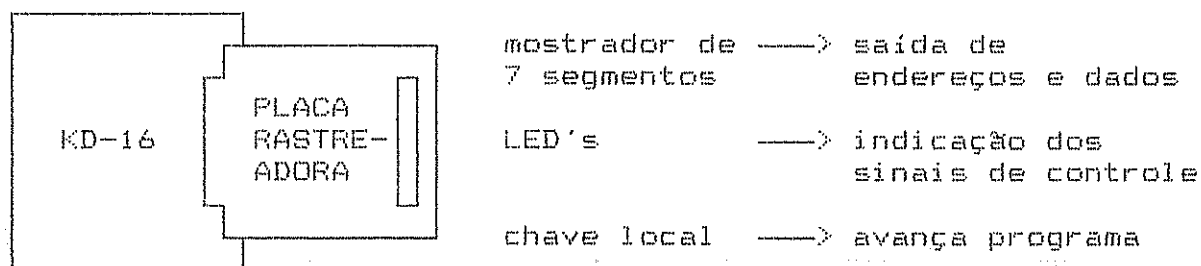 mostrador de ——> saída de
7 segmentos endereços e dados
PLACA
KD-16 RASTRE- LED's ——> indicação dos
ADORA sinais de controle
chave local ——> avança programa